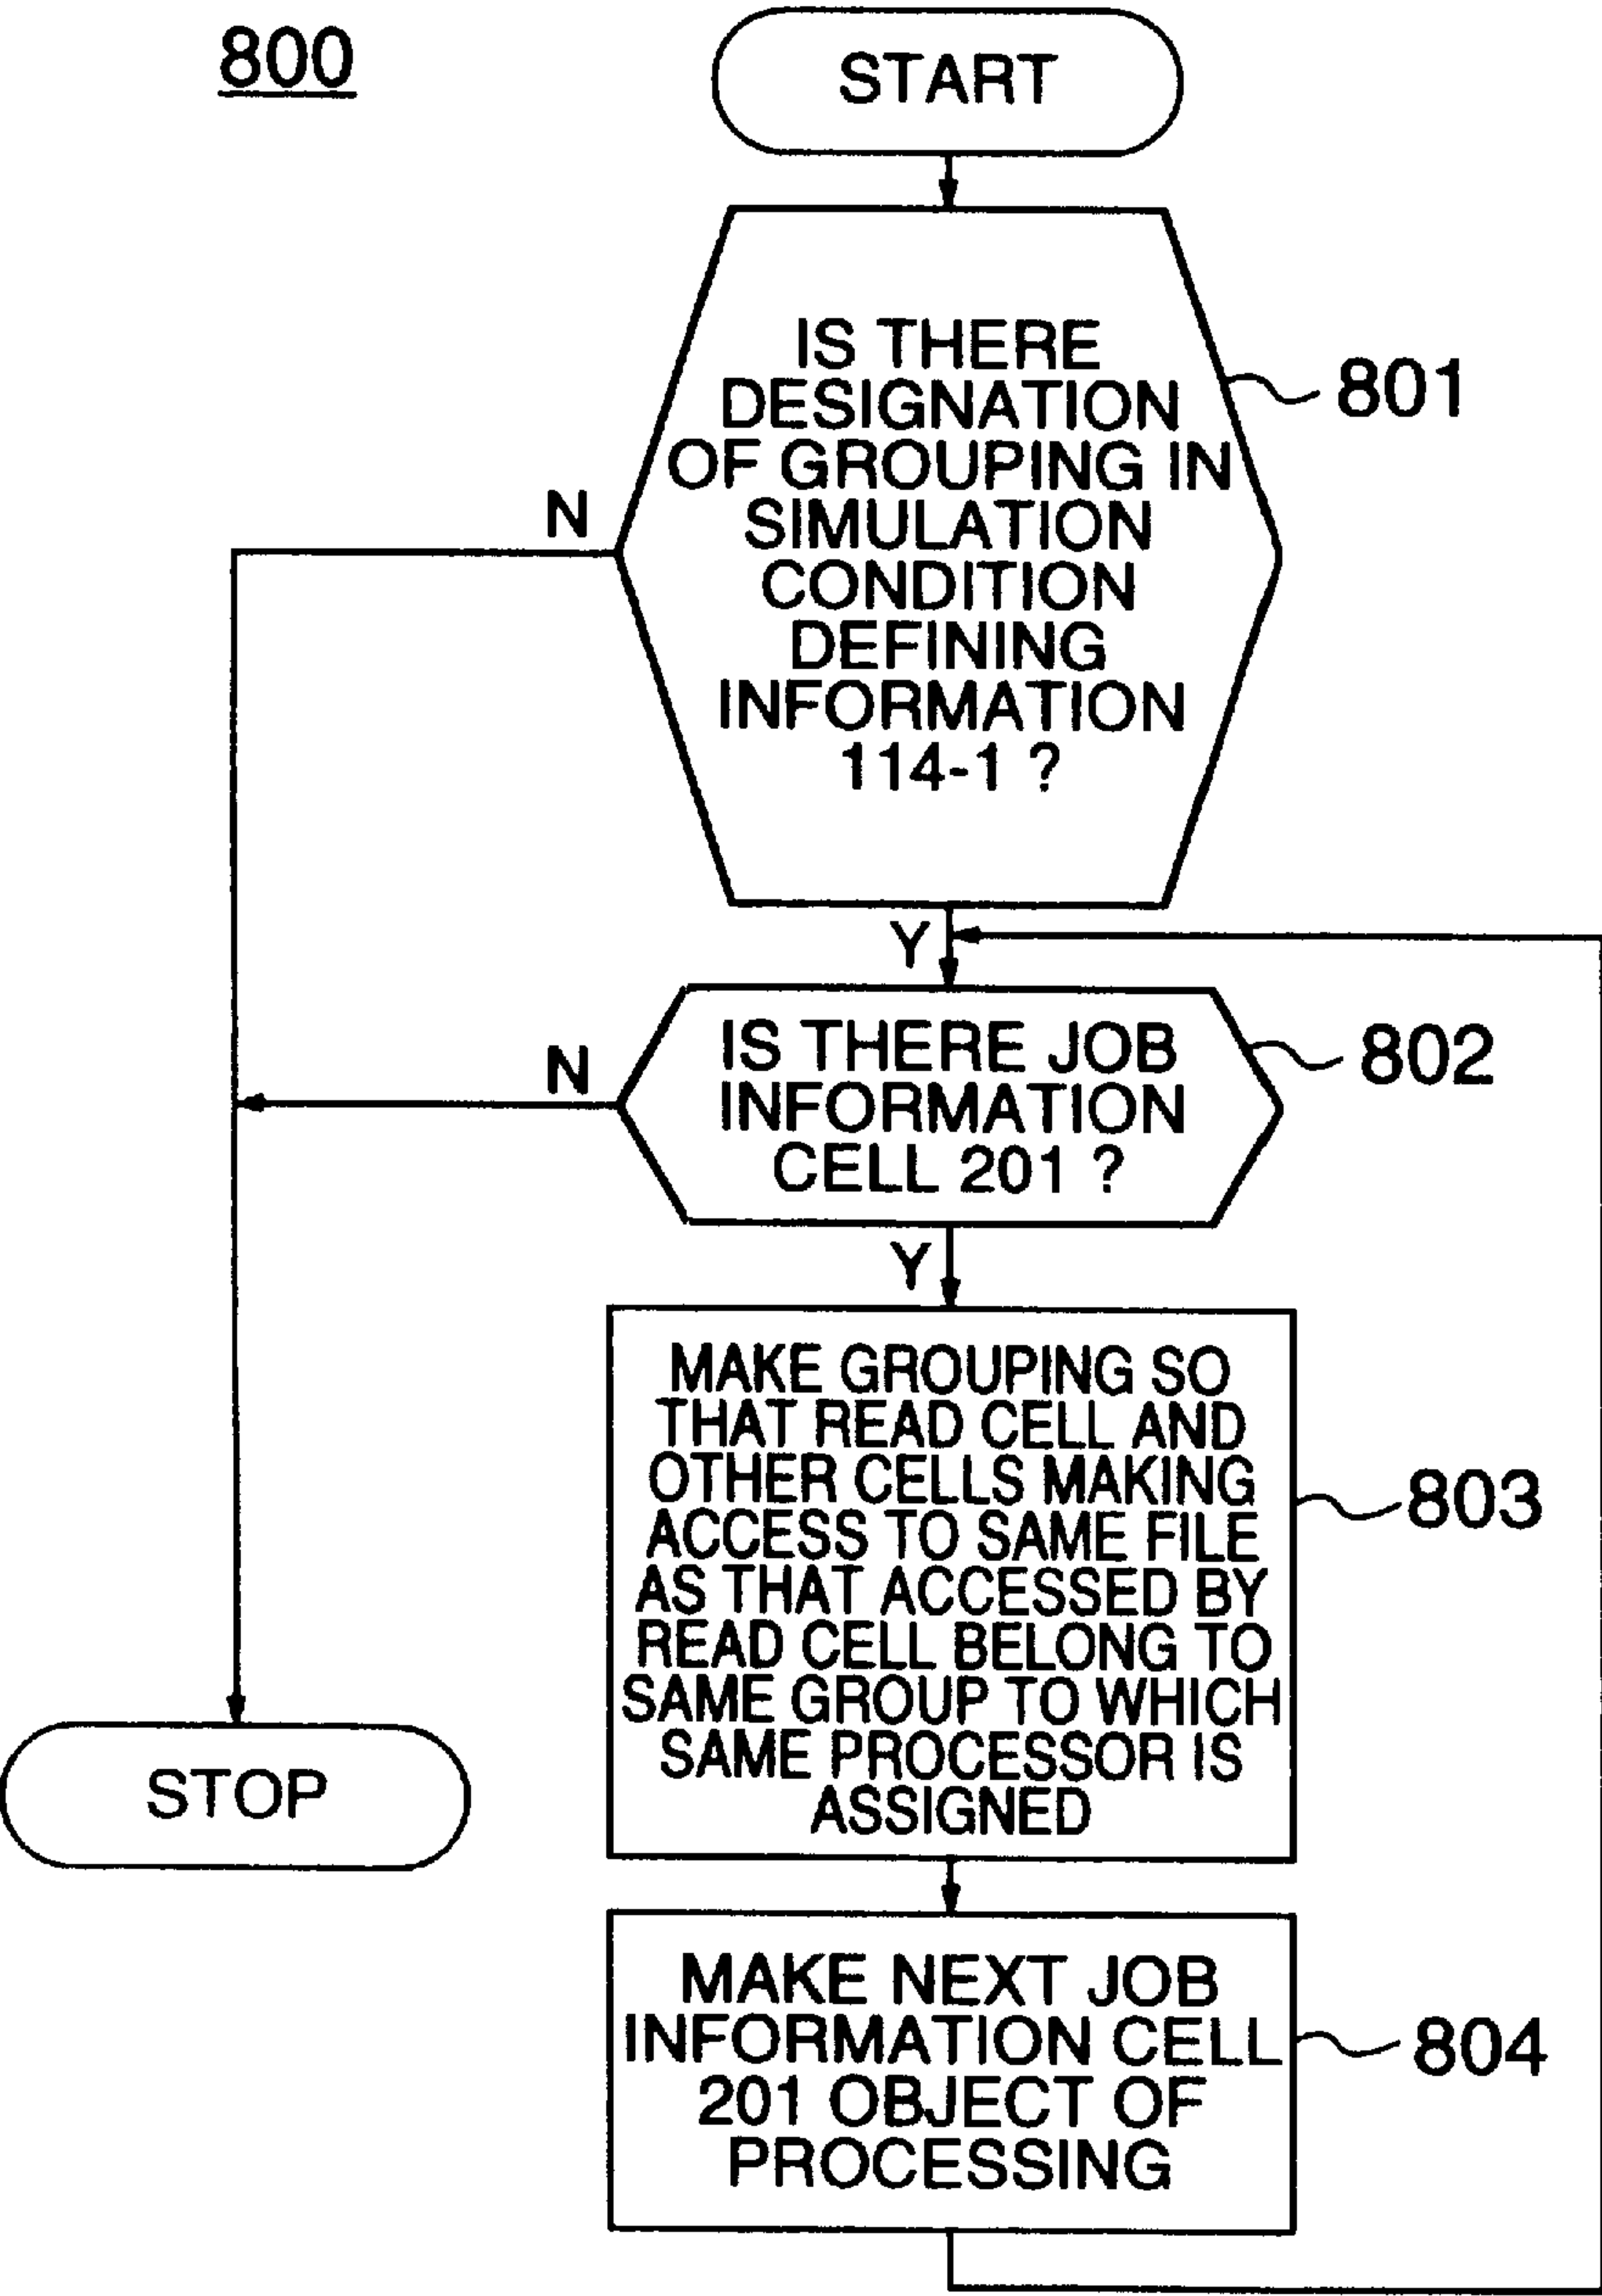 800
START
IS THERE
DESIGNATION
OF GROUPING IN
SIMULATION
CONDITION
DEFINING
INFORMATION
114-1 ?
801
N
Y
IS THERE JOB
INFORMATION
CELL 201 ?
802
N
Y
MAKE GROUPING SO
THAT READ CELL AND
OTHER CELLS MAKING
ACCESS TO SAME FILE
AS THAT ACCESSED BY
READ CELL BELONG TO
SAME GROUP TO WHICH
SAME PROCESSOR IS
ASSIGNED
803
STOP
MAKE NEXT JOB
INFORMATION CELL
201 OBJECT OF
PROCESSING
804